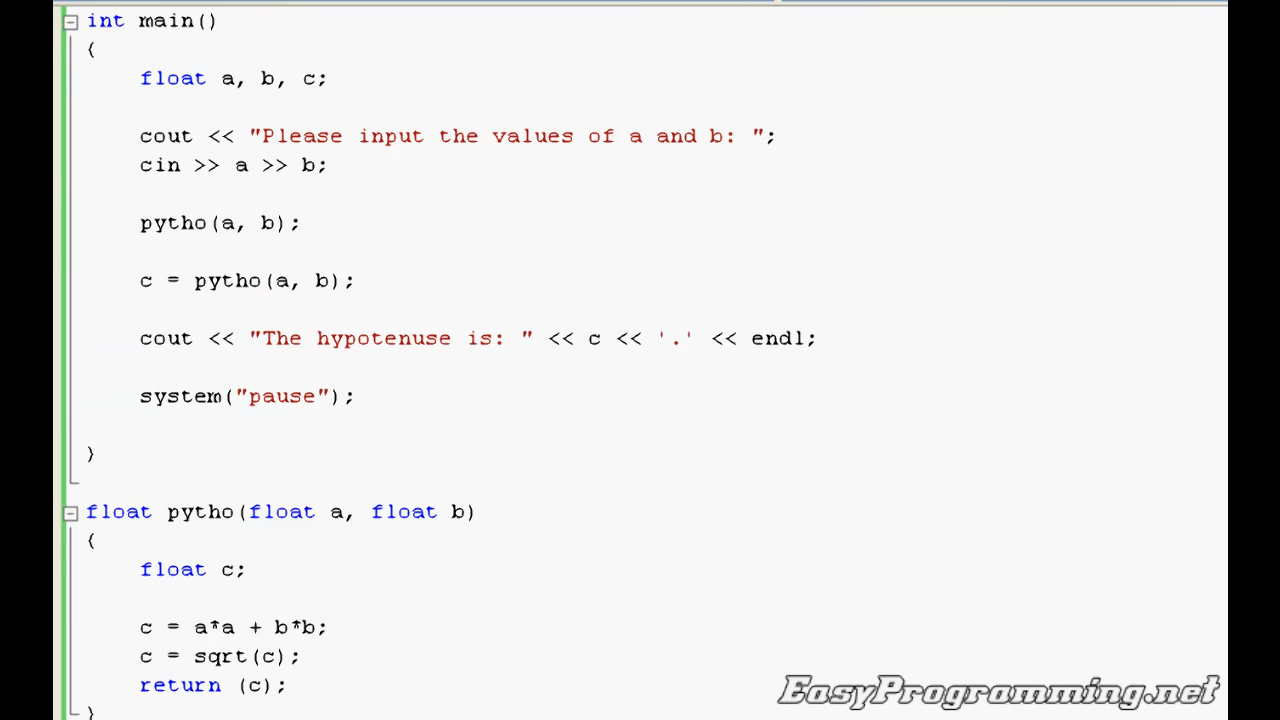 int main()
{
float a, b, c;
cout << "Please input the values of a and b: ";
cin >> a >> b;
pytho(a, b);
c = pytho(a, b);
cout << "The hypotenuse is: " << c << '.' << endl;
system("pause");
}
float pytho(float a, float b)
{
float c;
c = a*a + b*b;
c = sqrt(c);
return (c);
}
EasyProgramming.net